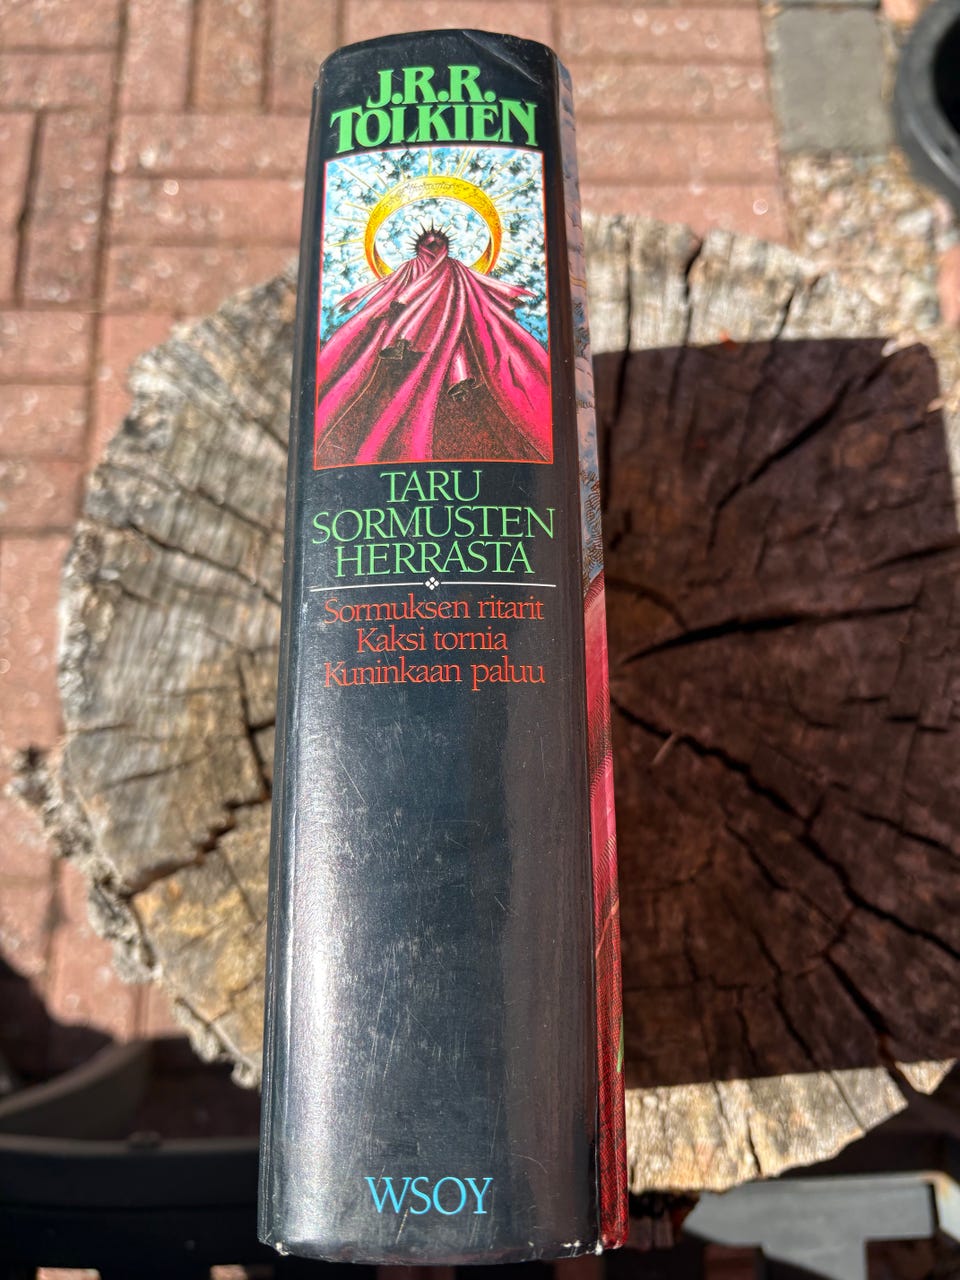 J.R.R.
TOLKIEN
TARU
SORMUSTEN
HERRASTA
Sormuksen ritarit
Kaksi tornia
Kuninkaan paluu
WSOY